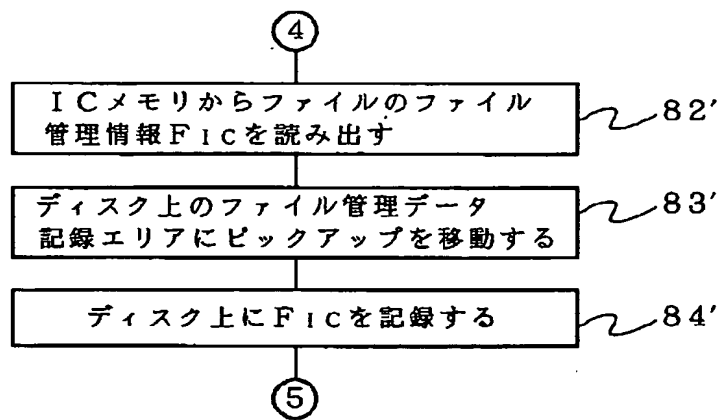 4
ICメモリからファイルのファイル
管理情報FICを読み出す
82'
ディスク上のファイル管理データ
記録エリアにピックアップを移動する
83'
ディスク上にFICを記録する
84'
5